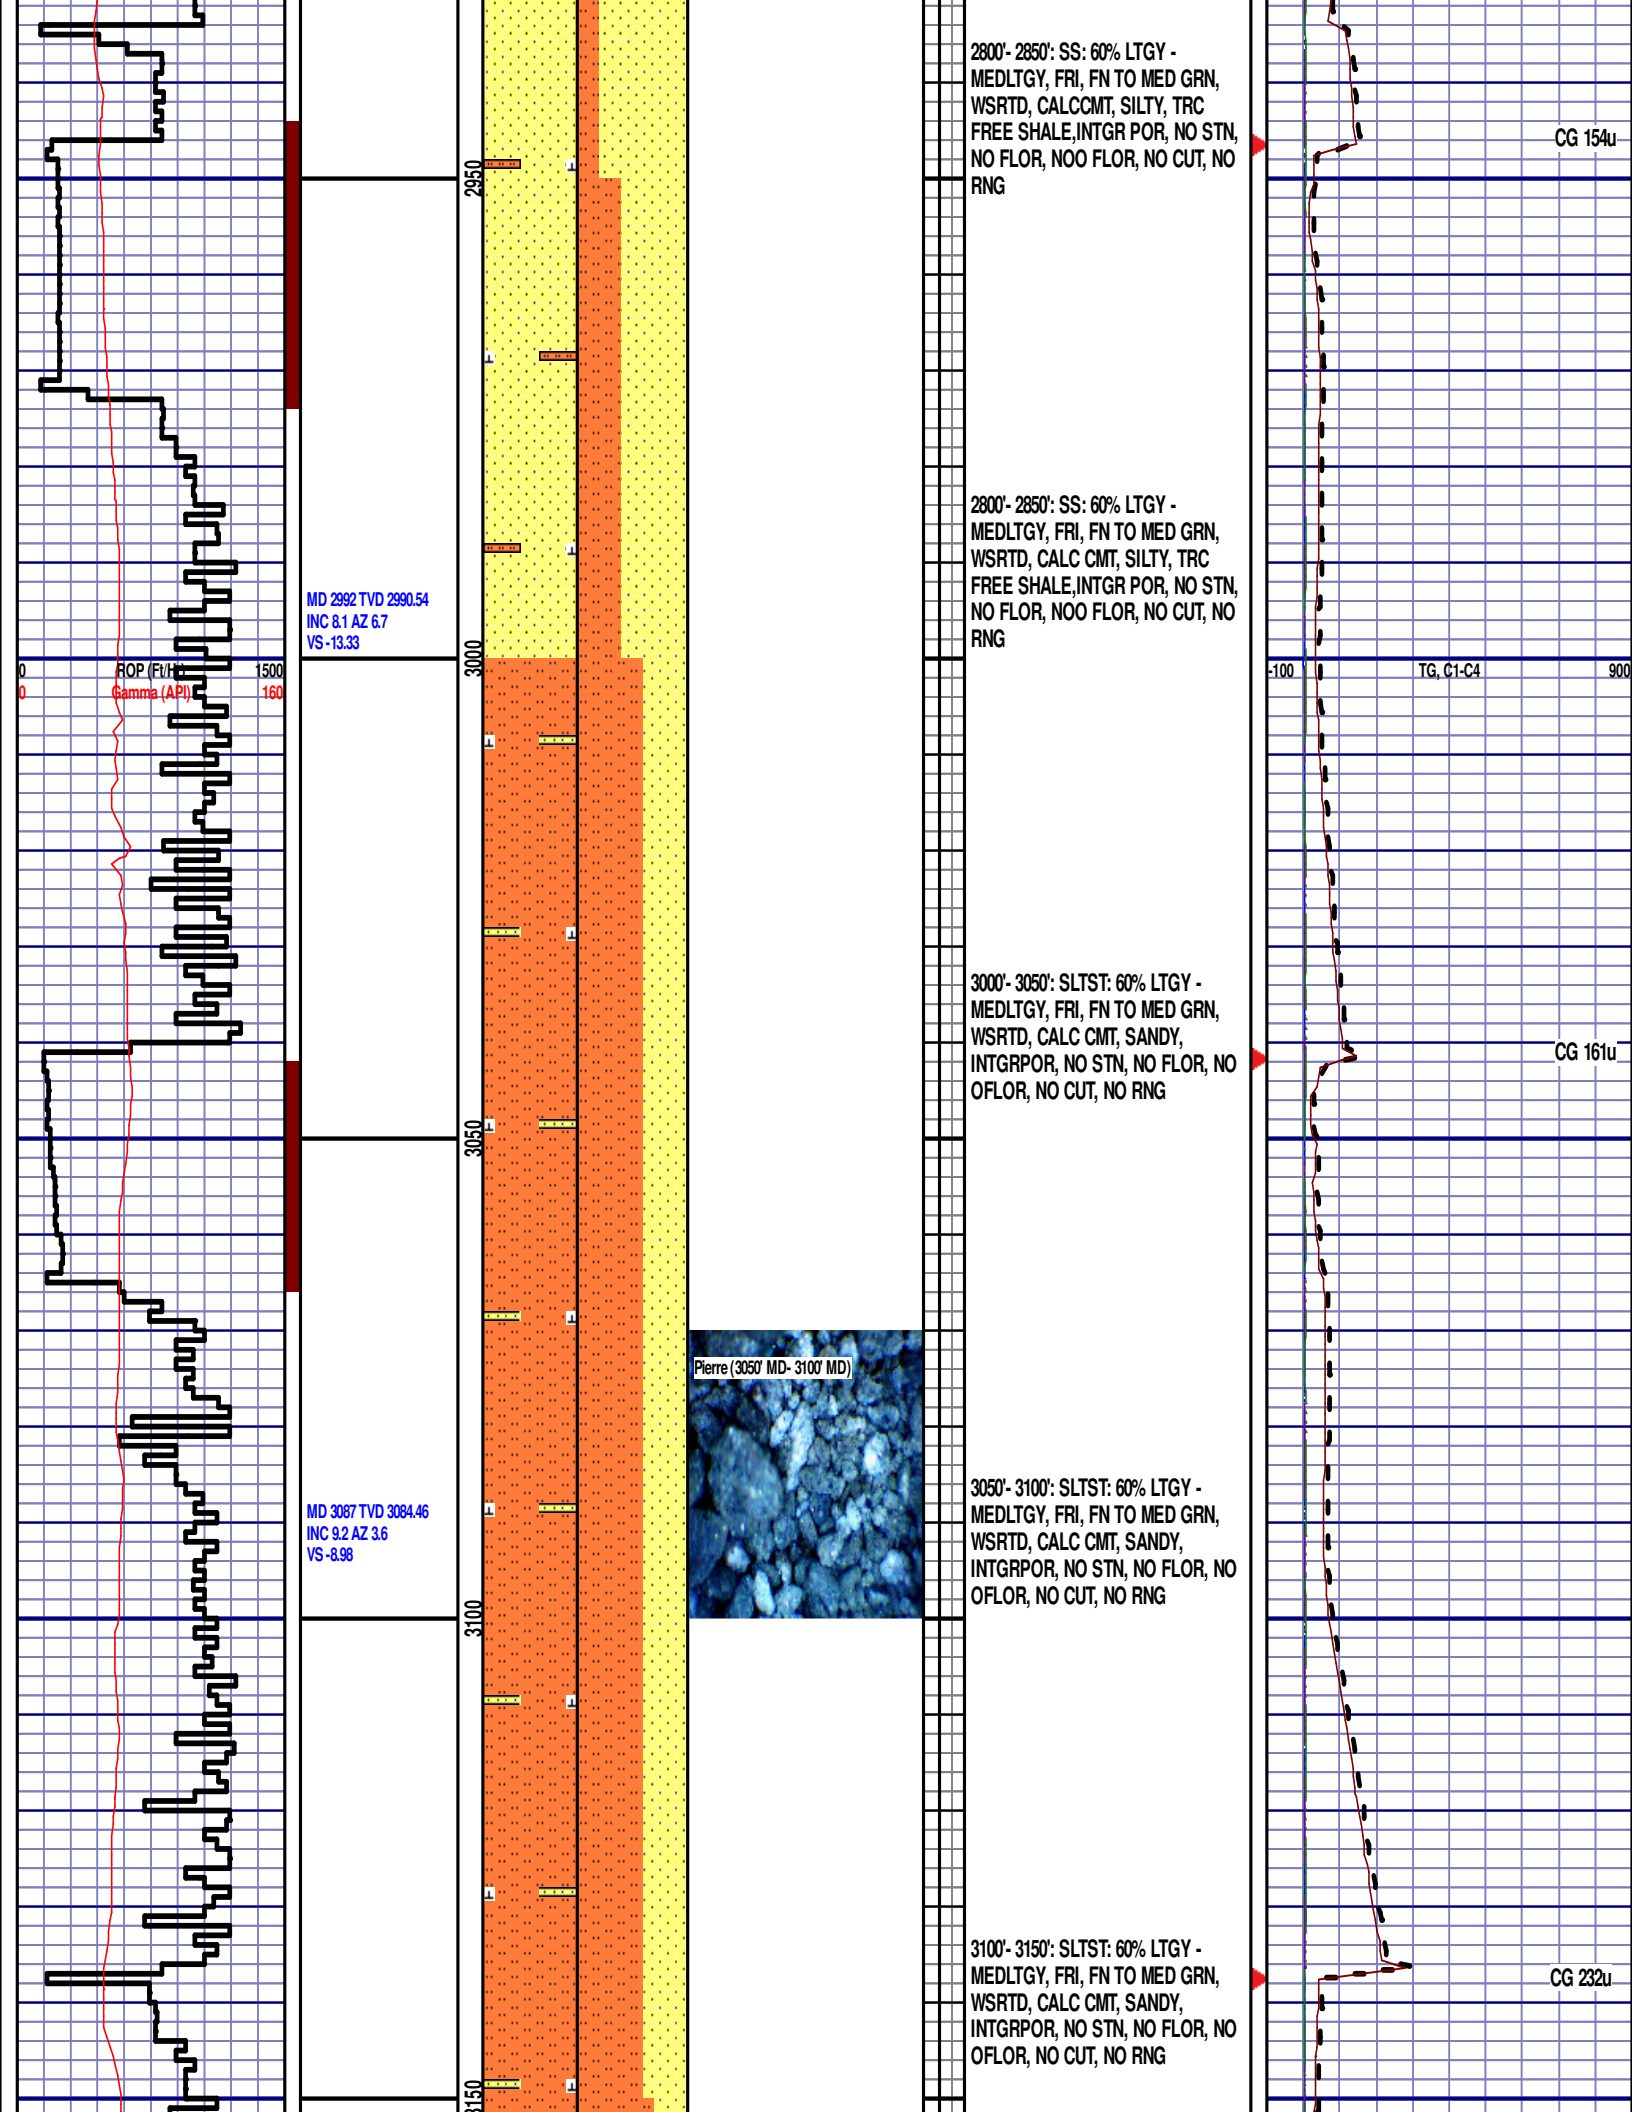 2800'- 2850': SS: 60% LTGY -
MEDLTGY, FRI, FN TO MED GRN,
WSRTD, CALCCMT, SILTY, TRC
FREE SHALE,INTGR POR, NO STN,
NO FLOR, NOO FLOR, NO CUT, NO
RNG
CG 154u
2950
2800'- 2850': SS: 60% LTGY -
MEDLTGY, FRI, FN TO MED GRN,
WSRTD, CALC CMT, SILTY, TRC
FREE SHALE,INTGR POR, NO STN,
NO FLOR, NOO FLOR, NO CUT, NO
RNG
MD 2992 TVD 2990.54
INC 8.1 AZ 6.7
VS -13.33
3000
0 ROP (Ft/H 1500
0 Gamma (API) 160
-100 TG, C1-C4 900
3000'- 3050': SLTST: 60% LTGY -
MEDLTGY, FRI, FN TO MED GRN,
WSRTD, CALC CMT, SANDY,
INTGRPOR, NO STN, NO FLOR, NO
OFLOR, NO CUT, NO RNG
CG 161u
3050
Pierre (3050' MD- 3100' MD)
3050'- 3100': SLTST: 60% LTGY -
MEDLTGY, FRI, FN TO MED GRN,
WSRTD, CALC CMT, SANDY,
INTGRPOR, NO STN, NO FLOR, NO
OFLOR, NO CUT, NO RNG
MD 3087 TVD 3084.46
INC 9.2 AZ 3.6
VS -8.98
3100
3100'- 3150': SLTST: 60% LTGY -
MEDLTGY, FRI, FN TO MED GRN,
WSRTD, CALC CMT, SANDY,
INTGRPOR, NO STN, NO FLOR, NO
OFLOR, NO CUT, NO RNG
CG 232u
3150